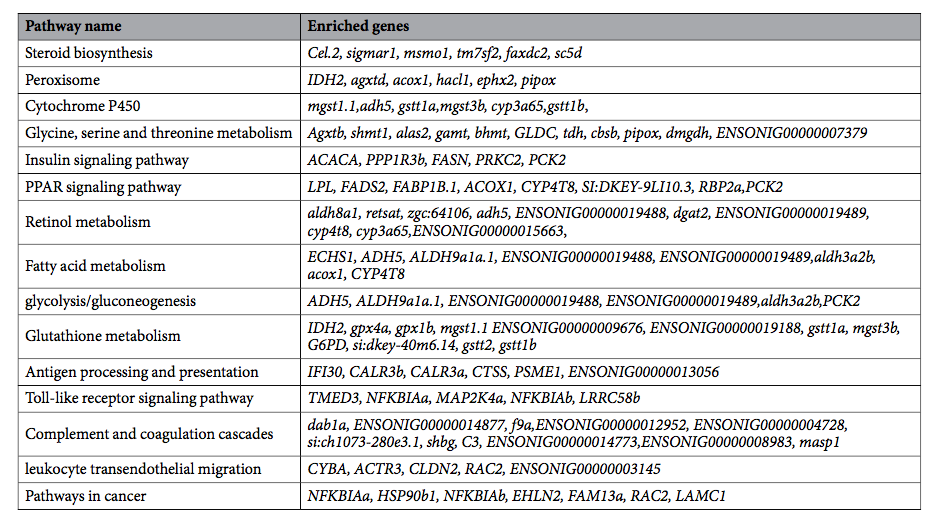 Pathway name Enriched genes
Steroid biosynthesis Cel.2, sigmar1, msmo1, tm7sf2, faxdc2, sc5d
Peroxisome IDH2, agxtd, acox1, hacl1, ephx2, pipox
Cytochrome P450 mgst1.1,adh5, gstt1a,mgst3b, cyp3a65,gstt1b,
Glycine, serine and threonine metabolism Agxtb, shmt1, alas2, gamt, bhmt, GLDC, tdh, cbsb, pipox, dmgdh, ENSONIG00000007379
Insulin signaling pathway ACACA, PPP1R3b, FASN, PRKC2, PCK2
PPAR signaling pathway LPL, FADS2, FABP1B.1, ACOX1, CYP4T8, SI:DKEY-9LI10.3, RBP2a,PCK2
Retinol metabolism aldh8a1, retsat, zgc:64106, adh5, ENSONIG00000019488, dgat2, ENSONIG00000019489,
cyp4t8, cyp3a65,ENSONIG00000015663,
Fatty acid metabolism ECHS1, ADH5, ALDH9a1a.1, ENSONIG00000019488, ENSONIG00000019489,aldh3a2b,
acox1, CYP4T8
glycolysis/gluconeogenesis ADH5, ALDH9a1a.1, ENSONIG00000019488, ENSONIG00000019489,aldh3a2b,PCK2
Glutathione metabolism IDH2, gpx4a, gpx1b, mgst1.1 ENSONIG00000009676, ENSONIG00000019188, gstt1a, mgst3b,
G6PD, si:dkey-40m6.14, gstt2, gstt1b
Antigen processing and presentation IFI30, CALR3b, CALR3a, CTSS, PSME1, ENSONIG00000013056
Toll-like receptor signaling pathway TMED3, NFKBIAa, MAP2K4a, NFKBIAb, LRRC58b
Complement and coagulation cascades dab1a, ENSONIG00000014877, f9a,ENSONIG00000012952, ENSONIG00000004728,
si:ch1073-280e3.1, shbg, C3, ENSONIG00000014773,ENSONIG00000008983, masp1
leukocyte transendothelial migration CYBA, ACTR3, CLDN2, RAC2, ENSONIG00000003145
Pathways in cancer NFKBIAa, HSP90b1, NFKBIAb, EHLN2, FAM13a, RAC2, LAMC1